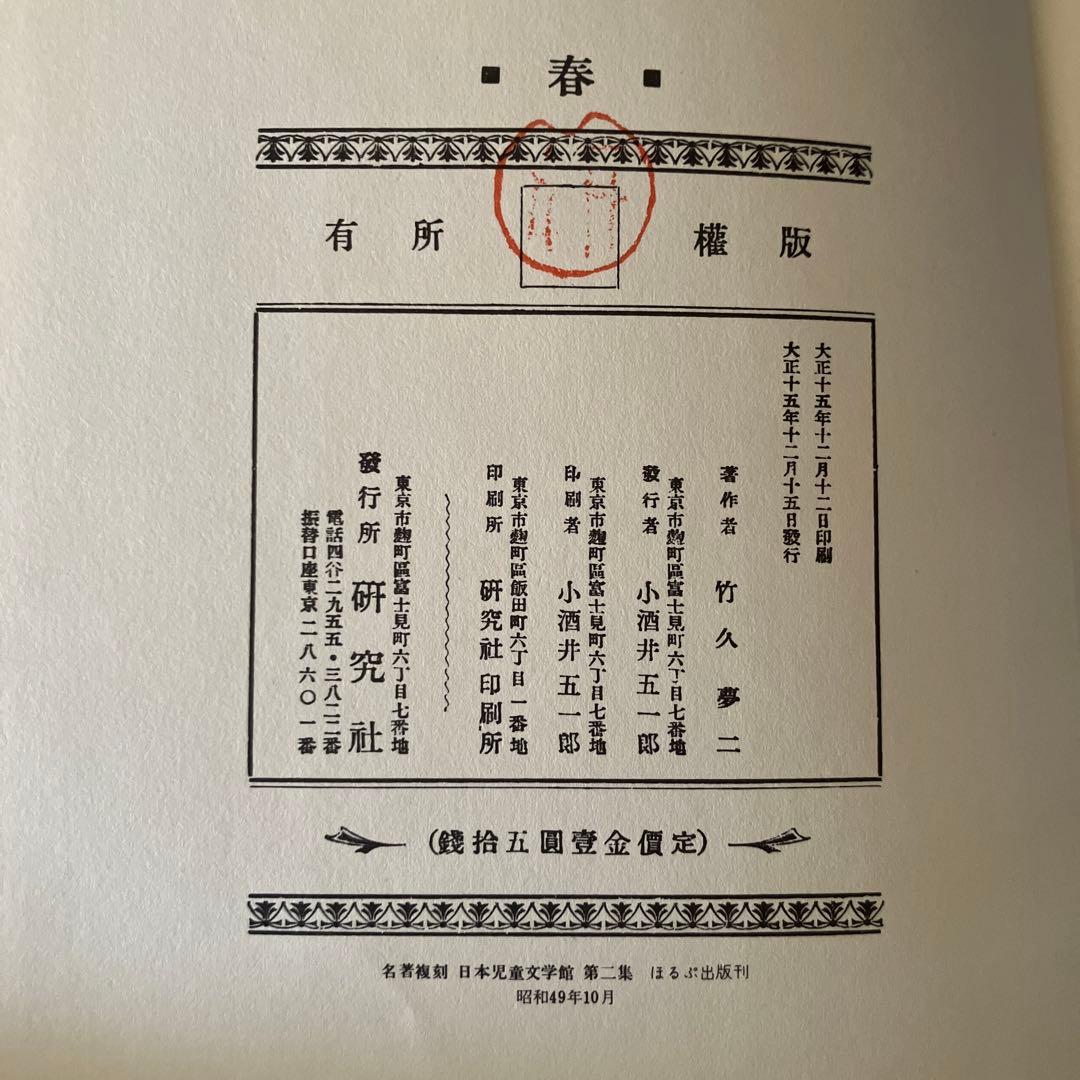 ■ 春 ■
版權所有
大正十五年十二月十二日印刷
大正十五年十二月十五日發行
著作者 竹久夢二
東京市麴町區富士見町六丁目七番地
發行者 小酒井五一郎
東京市麴町區富士見町六丁目七番地
印刷者 小酒井五一郎
東京市麴町區飯田町六丁目一番地
印刷所 研究社印刷所
東京市麴町區富士見町六丁目七番地
發行所 研究社
電話四谷二九五五・三八二二番
振替口座東京二八六〇一番
(定價金壹圓五拾錢)
名著複刻 日本児童文学館 第二集 ほるぷ出版刊
昭和49年10月